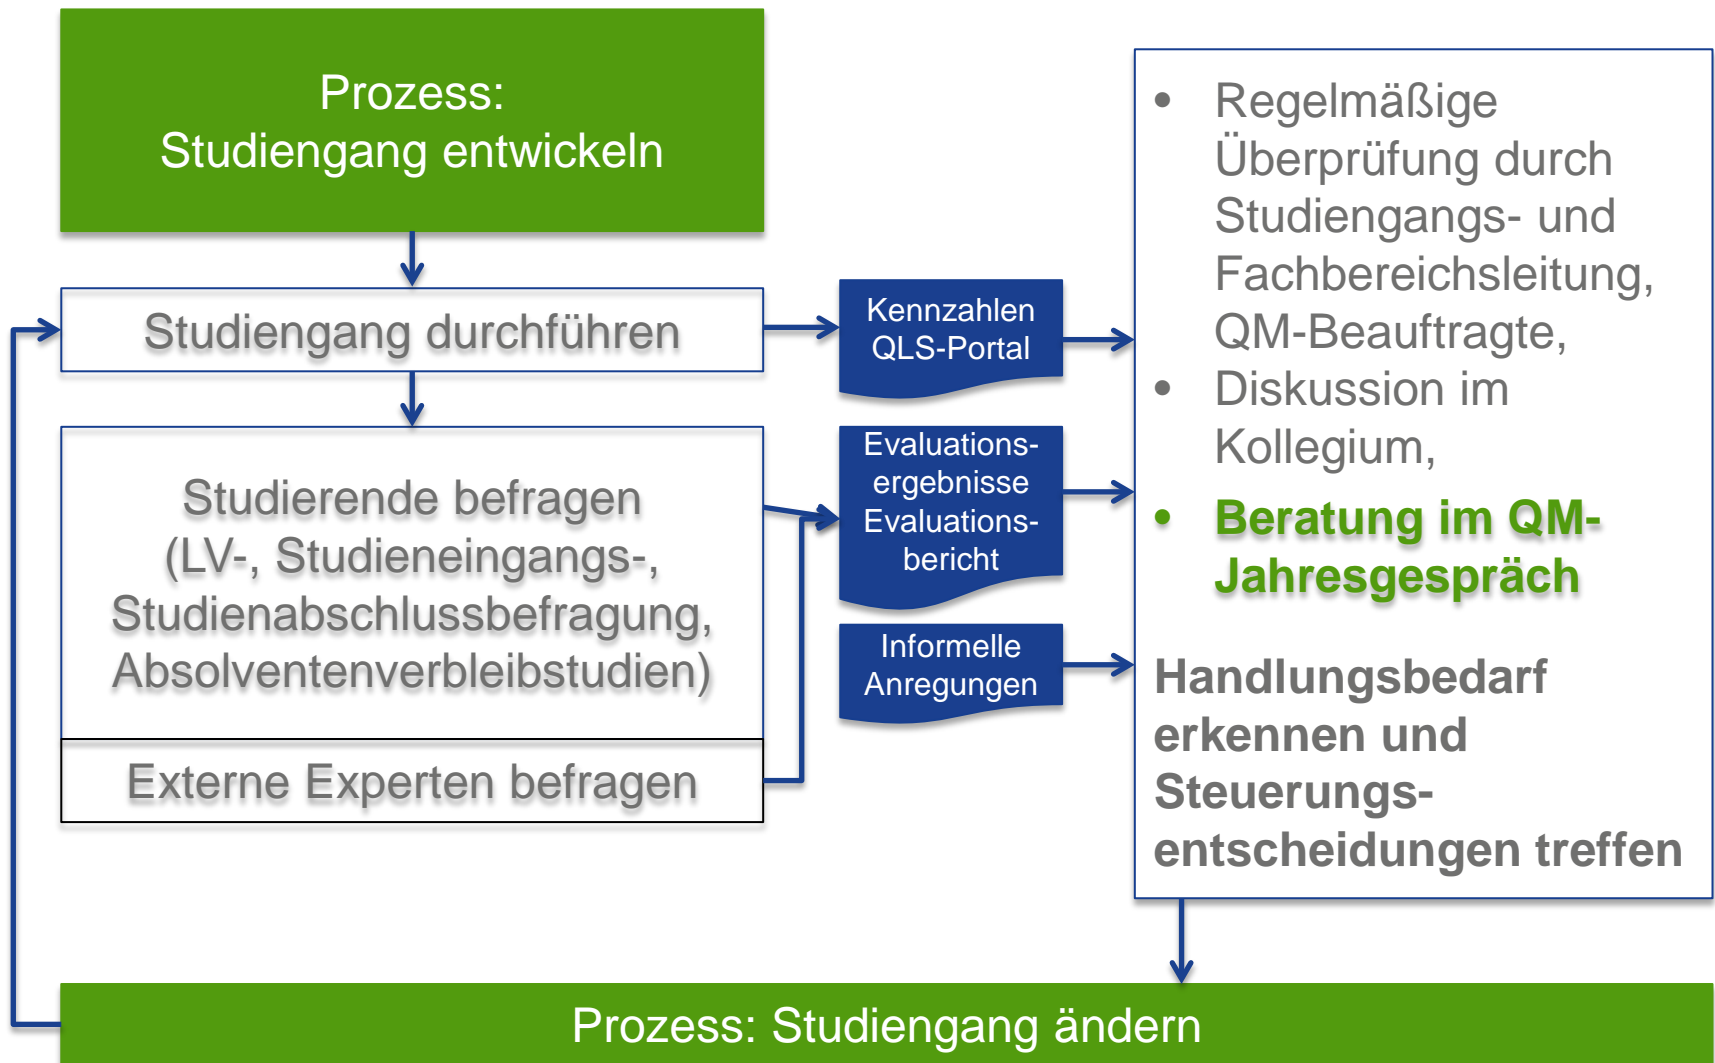 Prozess:
Studiengang entwickeln
Studiengang durchführen
Studierende befragen
(LV-, Studieneingangs-,
Studienabschlussbefragung,
Absolventenverbleibstudien)
Externe Experten befragen
Kennzahlen
QLS-Portal
Evaluations-
ergebnisse
Evaluations-
bericht
Informelle
Anregungen
• Regelmäßige
Überprüfung durch
Studiengangs- und
Fachbereichsleitung,
QM-Beauftragte,
• Diskussion im
Kollegium,
• Beratung im QM-
Jahresgespräch
Handlungsbedarf
erkennen und
Steuerungs-
entscheidungen treffen
Prozess: Studiengang ändern